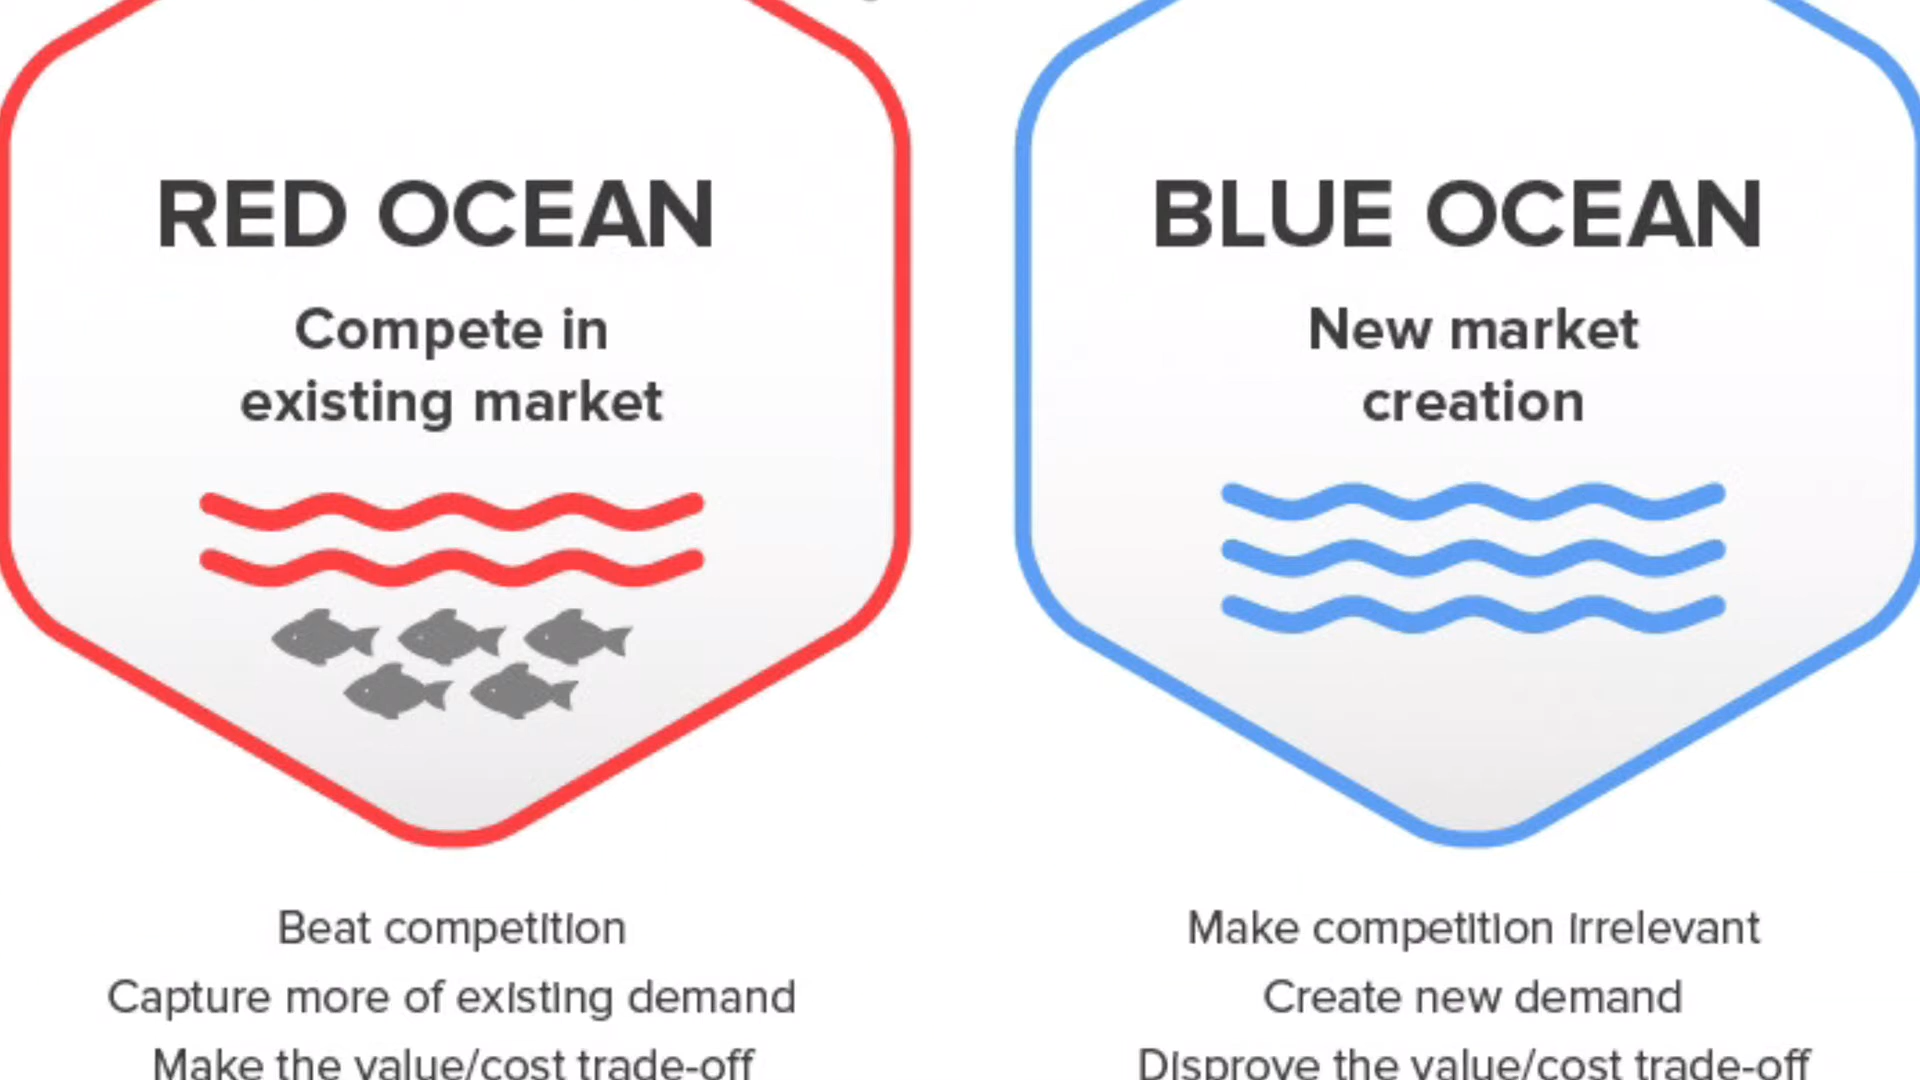 RED OCEAN
Compete in
existing market
Beat competition
Capture more of existing demand
Make the value/cost trade-off
BLUE OCEAN
New market
creation
Make competition irrelevant
Create new demand
Disprove the value/cost trade-off